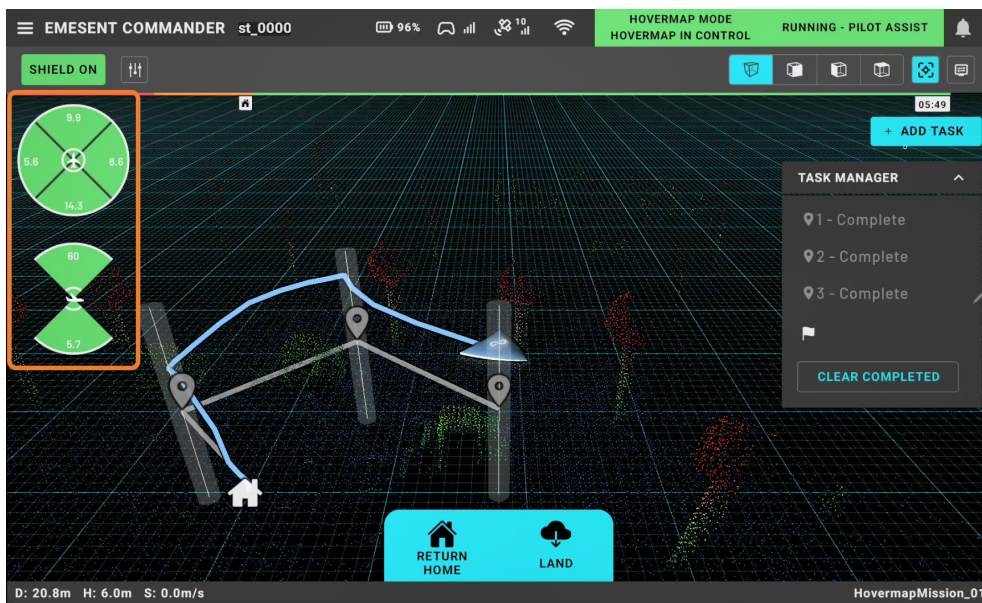 EMESENT COMMANDER st_0000 96% 10 HOVERMAP MODE RUNNING - PILOT ASSIST
HOVERMAP IN CONTROL
SHIELD ON
05:49
+ ADD TASK
9.9
5.6 8.6
14.3
60
5.7
TASK MANAGER
1 - Complete
2 - Complete
3 - Complete
CLEAR COMPLETED
RETURN
HOME
LAND
D: 20.8m H: 6.0m S: 0.0m/s HovermapMission_01